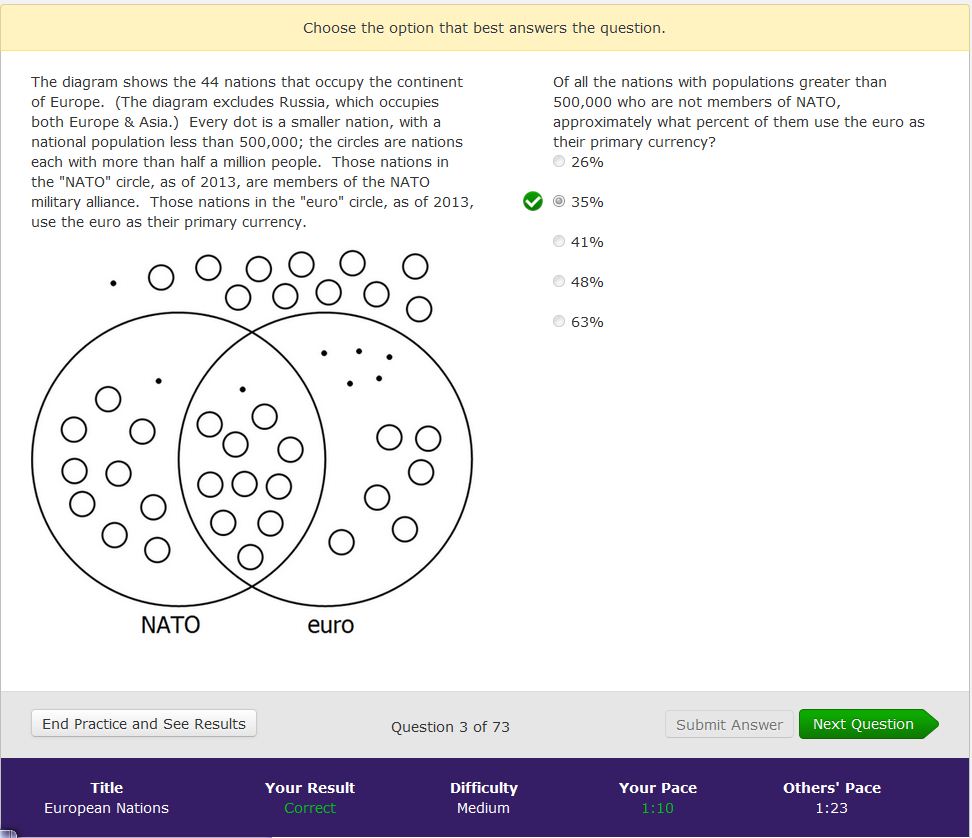 Choose the option that best answers the question.
The diagram shows the 44 nations that occupy the continent
of Europe.  (The diagram excludes Russia, which occupies
both Europe & Asia.)  Every dot is a smaller nation, with a
national population less than 500,000; the circles are nations
each with more than half a million people.  Those nations in
the "NATO" circle, as of 2013, are members of the NATO
military alliance.  Those nations in the "euro" circle, as of 2013,
use the euro as their primary currency.
NATO
euro
Of all the nations with populations greater than
500,000 who are not members of NATO,
approximately what percent of them use the euro as
their primary currency?
26%
35%
41%
48%
63%
End Practice and See Results
Question 3 of 73
Submit Answer
Next Question
Title
European Nations
Your Result
Correct
Difficulty
Medium
Your Pace
1:10
Others' Pace
1:23